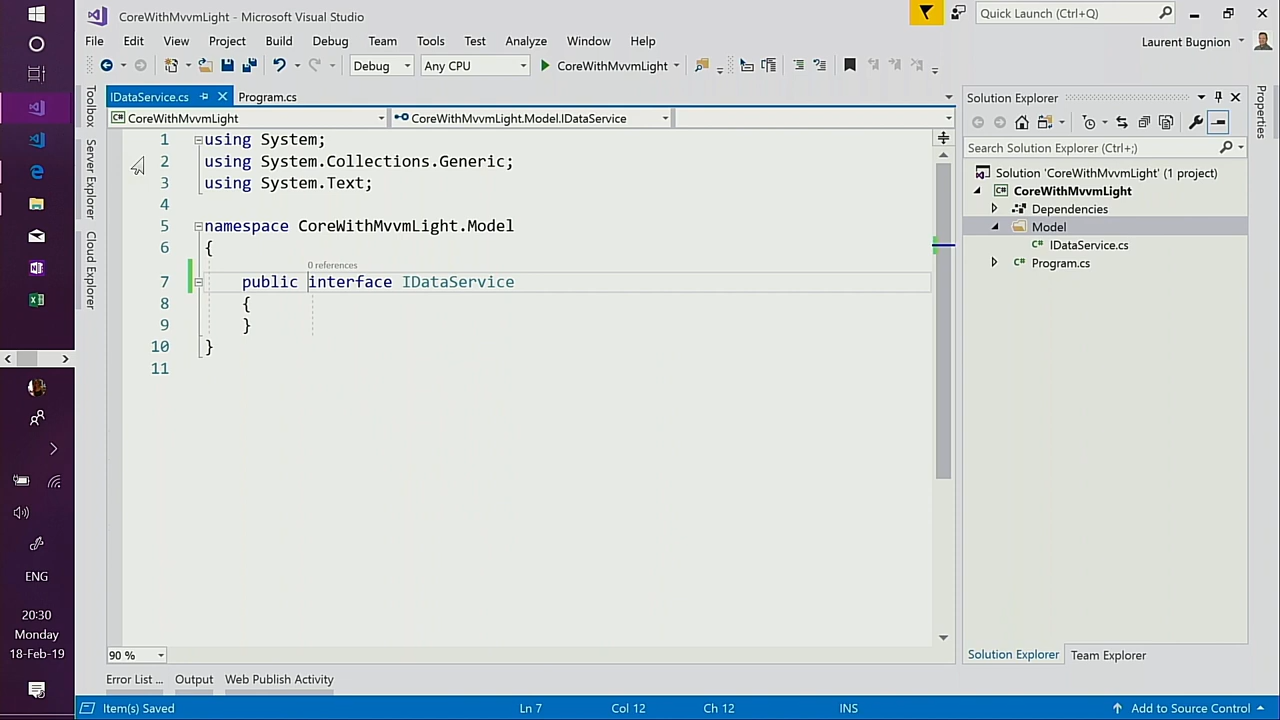 CoreWithMvvmLight - Microsoft Visual Studio
Quick Launch (Ctrl+Q)
File Edit View Project Build Debug Team Tools Test Analyze Window Help
Laurent Bugnion
Debug Any CPU CoreWithMvvmLight
IDataService.cs Program.cs
CoreWithMvvmLight CoreWithMvvmLight.Model.IDataService
Toolbox
Server Explorer
Cloud Explorer
1 using System;
2 using System.Collections.Generic;
3 using System.Text;
4
5 namespace CoreWithMvvmLight.Model
6 {
0 references
7 public interface IDataService
8 {
9 }
10 }
11
90 %
Solution Explorer
Search Solution Explorer (Ctrl+;)
Solution 'CoreWithMvvmLight' (1 project)
C# CoreWithMvvmLight
Dependencies
Model
C# IDataService.cs
C# Program.cs
Solution Explorer Team Explorer
Properties
Error List ... Output Web Publish Activity
Item(s) Saved Ln 7 Col 12 Ch 12 INS Add to Source Control
ENG
20:30
Monday
18-Feb-19